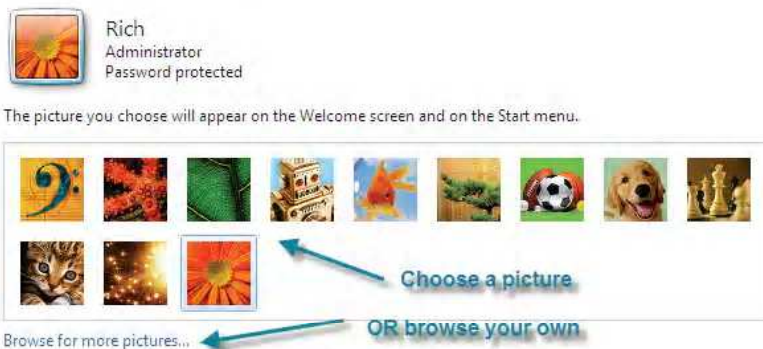 Rich
Administrator
Password protected
The picture you choose will appear on the Welcome screen and on the Start menu.
Choose a picture
OR browse your own
Browse for more pictures...